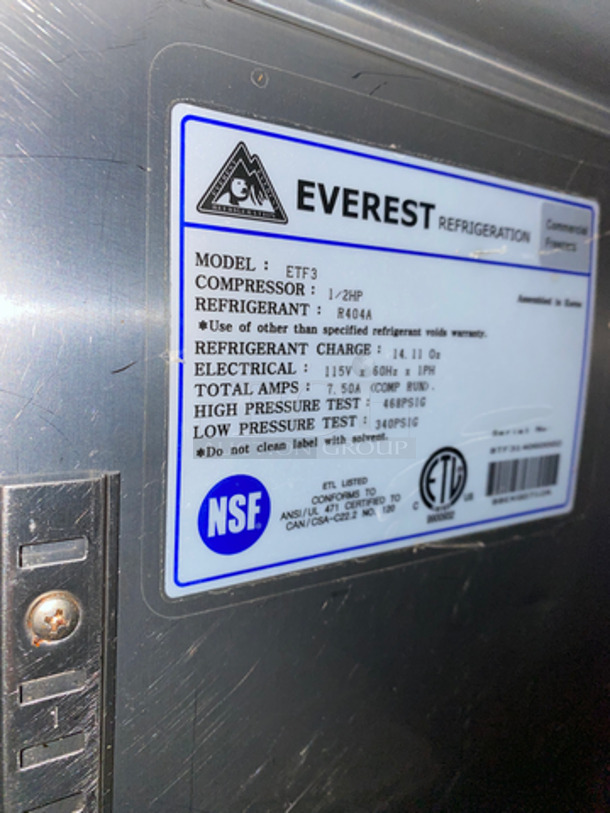 EVEREST REFRIGERATION
Commercial
Freezers
MODEL : ETF3
COMPRESSOR : 1/2HP
REFRIGERANT : R404A
Assembled in Korea
*Use of other than specified refrigerant voids warranty.
REFRIGERANT CHARGE : 14.11 Oz
ELECTRICAL : 115V x 60Hz x 1PH
TOTAL AMPS : 7.50A (COMP RUN)
HIGH PRESSURE TEST : 468PSIG
LOW PRESSURE TEST : 340PSIG
*Do not clean label with solvent.
Serial No.
NSF
ETL LISTED
CONFORMS TO
ANSI/UL 471 CERTIFIED TO
CAN/CSA-C22.2 NO. 120
C ETL US
GROUP
1